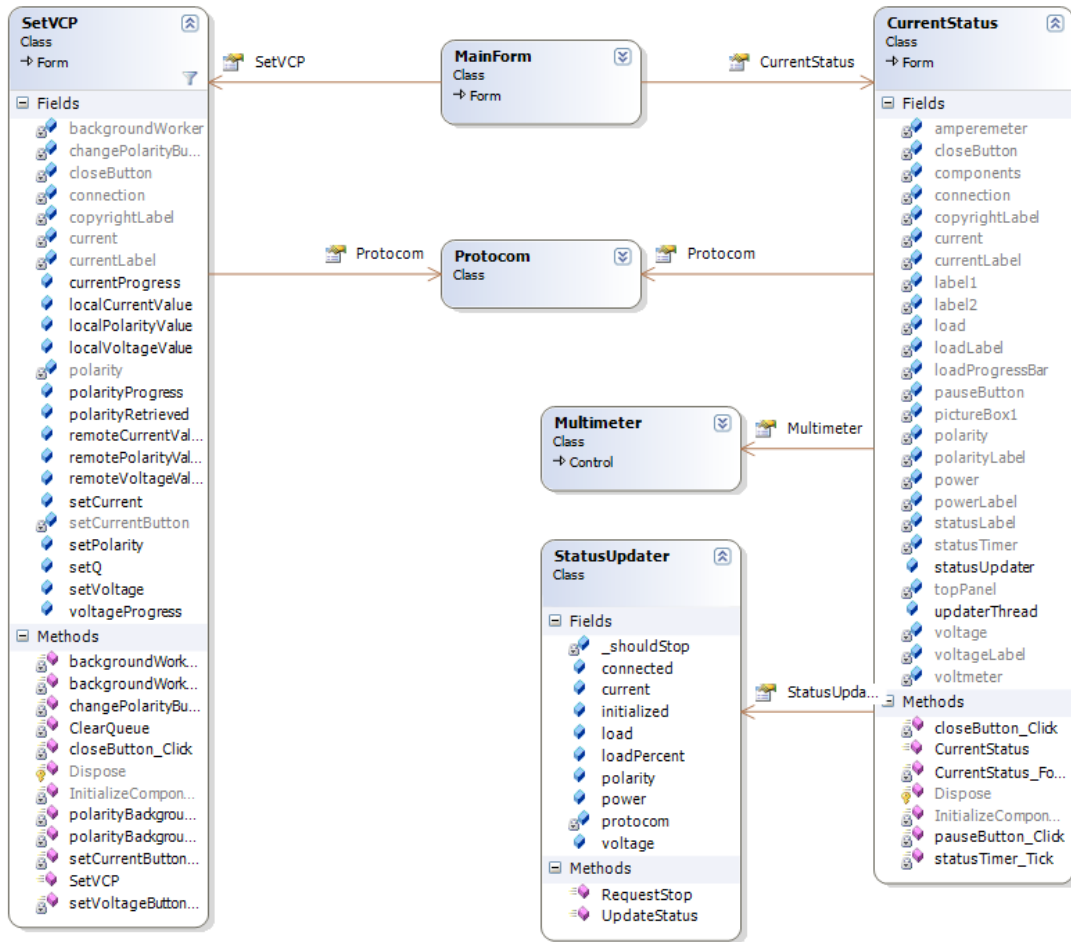 SetVCP
Class
Form
Fields
backgroundWorker
changePolarityBu...
closeButton
connection
copyrightLabel
current
currentLabel
currentProgress
localCurrentValue
localPolarityValue
localVoltageValue
polarity
polarityProgress
polarityRetrieved
remoteCurrentVal...
remotePolarityVal...
remoteVoltageVal...
setCurrent
setCurrentButton
setPolarity
setQ
setVoltage
voltageProgress
Methods
backgroundWork...
backgroundWork...
changePolarityBu...
ClearQueue
closeButton_Click
Dispose
InitializeCompon...
polarityBackgrou...
polarityBackgrou...
setCurrentButton...
SetVCP
setVoltageButton...
SetVCP
MainForm
Class
Form
CurrentStatus
Protocom
Protocom
Class
Protocom
Multimeter
Class
Control
Multimeter
StatusUpdater
Class
Fields
_shouldStop
connected
current
initialized
load
loadPercent
polarity
power
protocom
voltage
Methods
RequestStop
UpdateStatus
StatusUpda...
CurrentStatus
Class
Form
Fields
amperemeter
closeButton
components
connection
copyrightLabel
current
currentLabel
label1
label2
load
loadLabel
loadProgressBar
pauseButton
pictureBox1
polarity
polarityLabel
power
powerLabel
statusLabel
statusTimer
statusUpdater
topPanel
updaterThread
voltage
voltageLabel
voltmeter
Methods
closeButton_Click
CurrentStatus
CurrentStatus_Fo...
Dispose
InitializeCompon...
pauseButton_Click
statusTimer_Tick